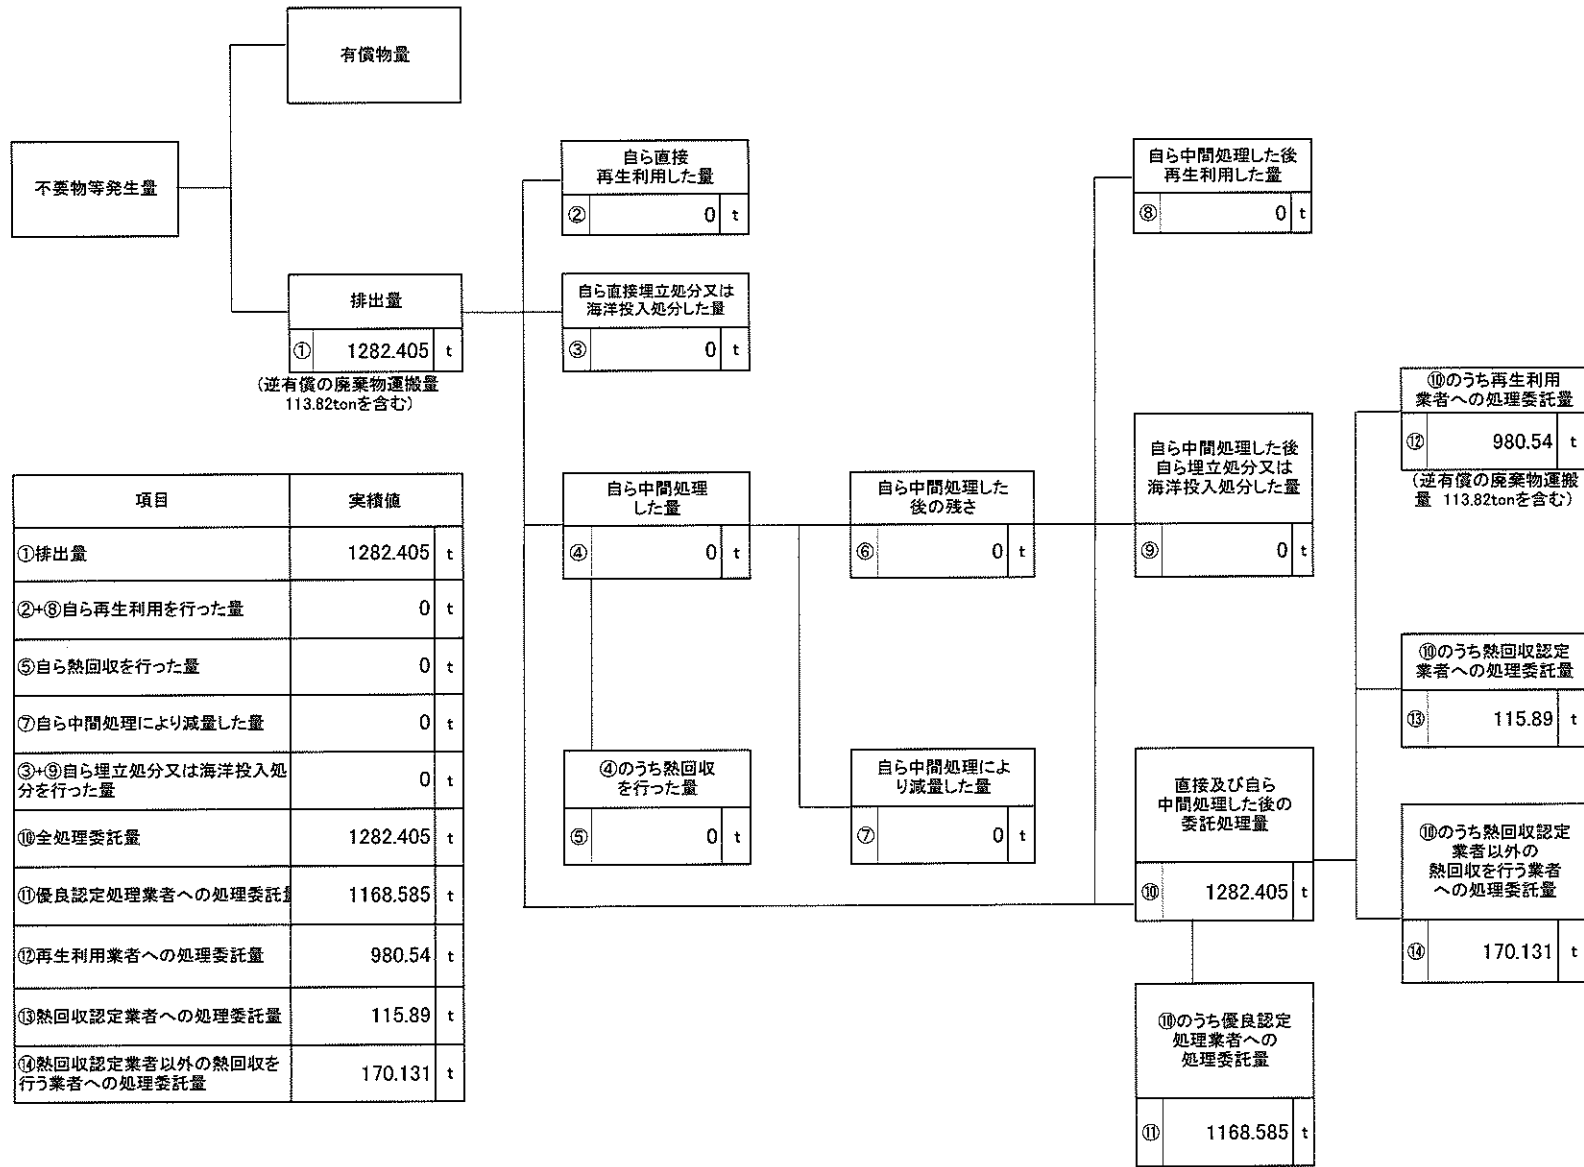 有償物量
不要物等発生量
排出量
① 1282.405 t
(逆有償の廃棄物運搬量
113.82tonを含む)
自ら直接
再生利用した量
② 0 t
自ら直接埋立処分又は
海洋投入処分した量
③ 0 t
自ら中間処理
した量
④ 0 t
④のうち熱回収
を行った量
⑤ 0 t
自ら中間処理した
後の残さ
⑥ 0 t
自ら中間処理によ
り減量した量
⑦ 0 t
自ら中間処理した後
再生利用した量
⑧ 0 t
自ら中間処理した後
自ら埋立処分又は
海洋投入処分した量
⑨ 0 t
直接及び自ら
中間処理した後の
委託処理量
⑩ 1282.405 t
⑩のうち優良認定
処理業者への
処理委託量
⑪ 1168.585 t
⑩のうち再生利用
業者への処理委託量
⑫ 980.54 t
(逆有償の廃棄物運搬
量 113.82tonを含む)
⑩のうち熱回収認定
業者への処理委託量
⑬ 115.89 t
⑩のうち熱回収認定
業者以外の
熱回収を行う業者
への処理委託量
⑭ 170.131 t
項目 実績値
①排出量 1282.405 t
②+⑧自ら再生利用を行った量 0 t
⑤自ら熱回収を行った量 0 t
⑦自ら中間処理により減量した量 0 t
③+⑨自ら埋立処分又は海洋投入処
分を行った量 0 t
⑩全処理委託量 1282.405 t
⑪優良認定処理業者への処理委託量 1168.585 t
⑫再生利用業者への処理委託量 980.54 t
⑬熱回収認定業者への処理委託量 115.89 t
⑭熱回収認定業者以外の熱回収を
行う業者への処理委託量 170.131 t